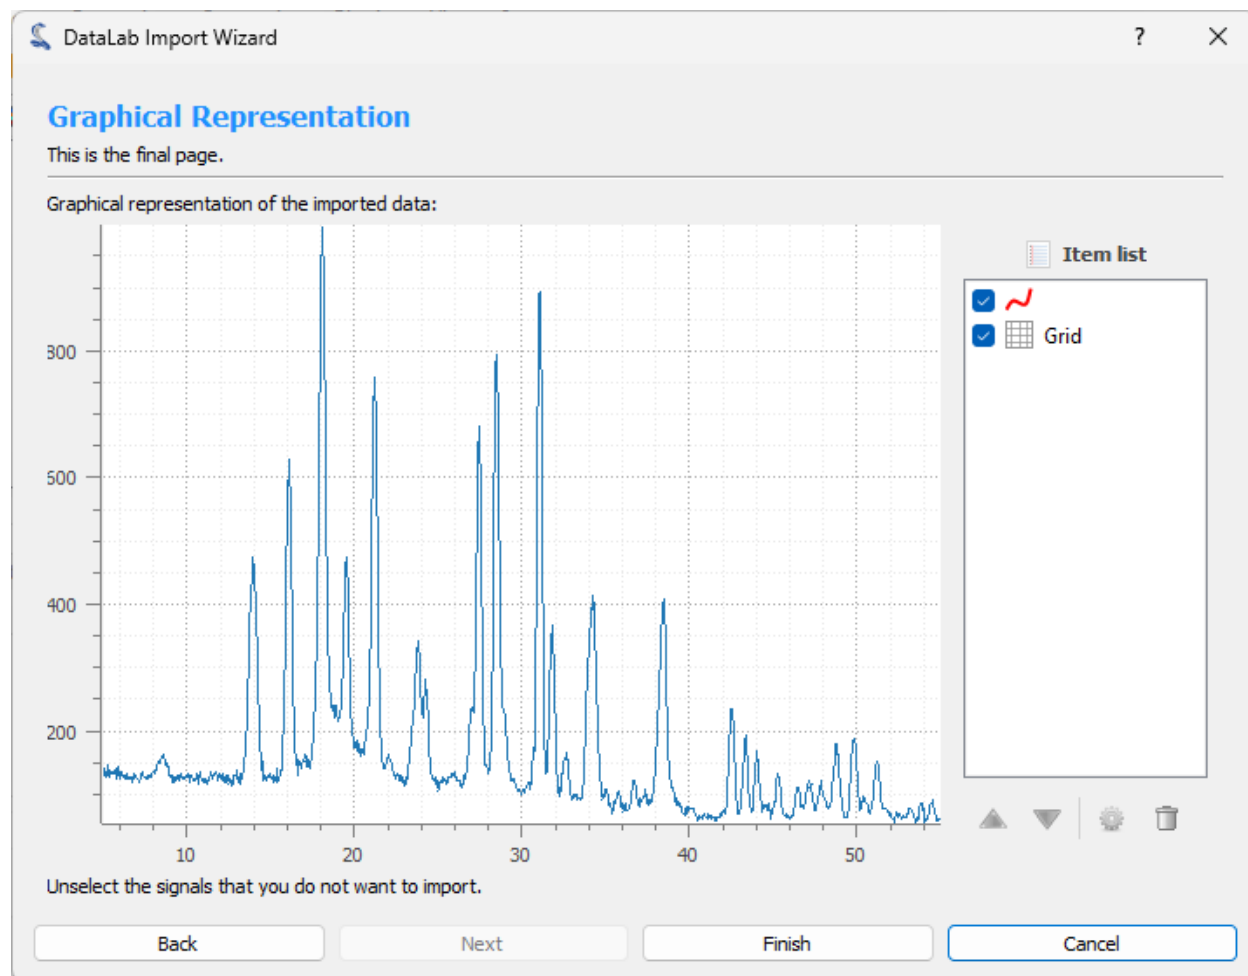 DataLab Import Wizard
?
Graphical Representation
This is the final page.
Graphical representation of the imported data:
Item list
Grid
800
600
400
200
10 20 30 40 50
Unselect the signals that you do not want to import.
Back Next Finish Cancel